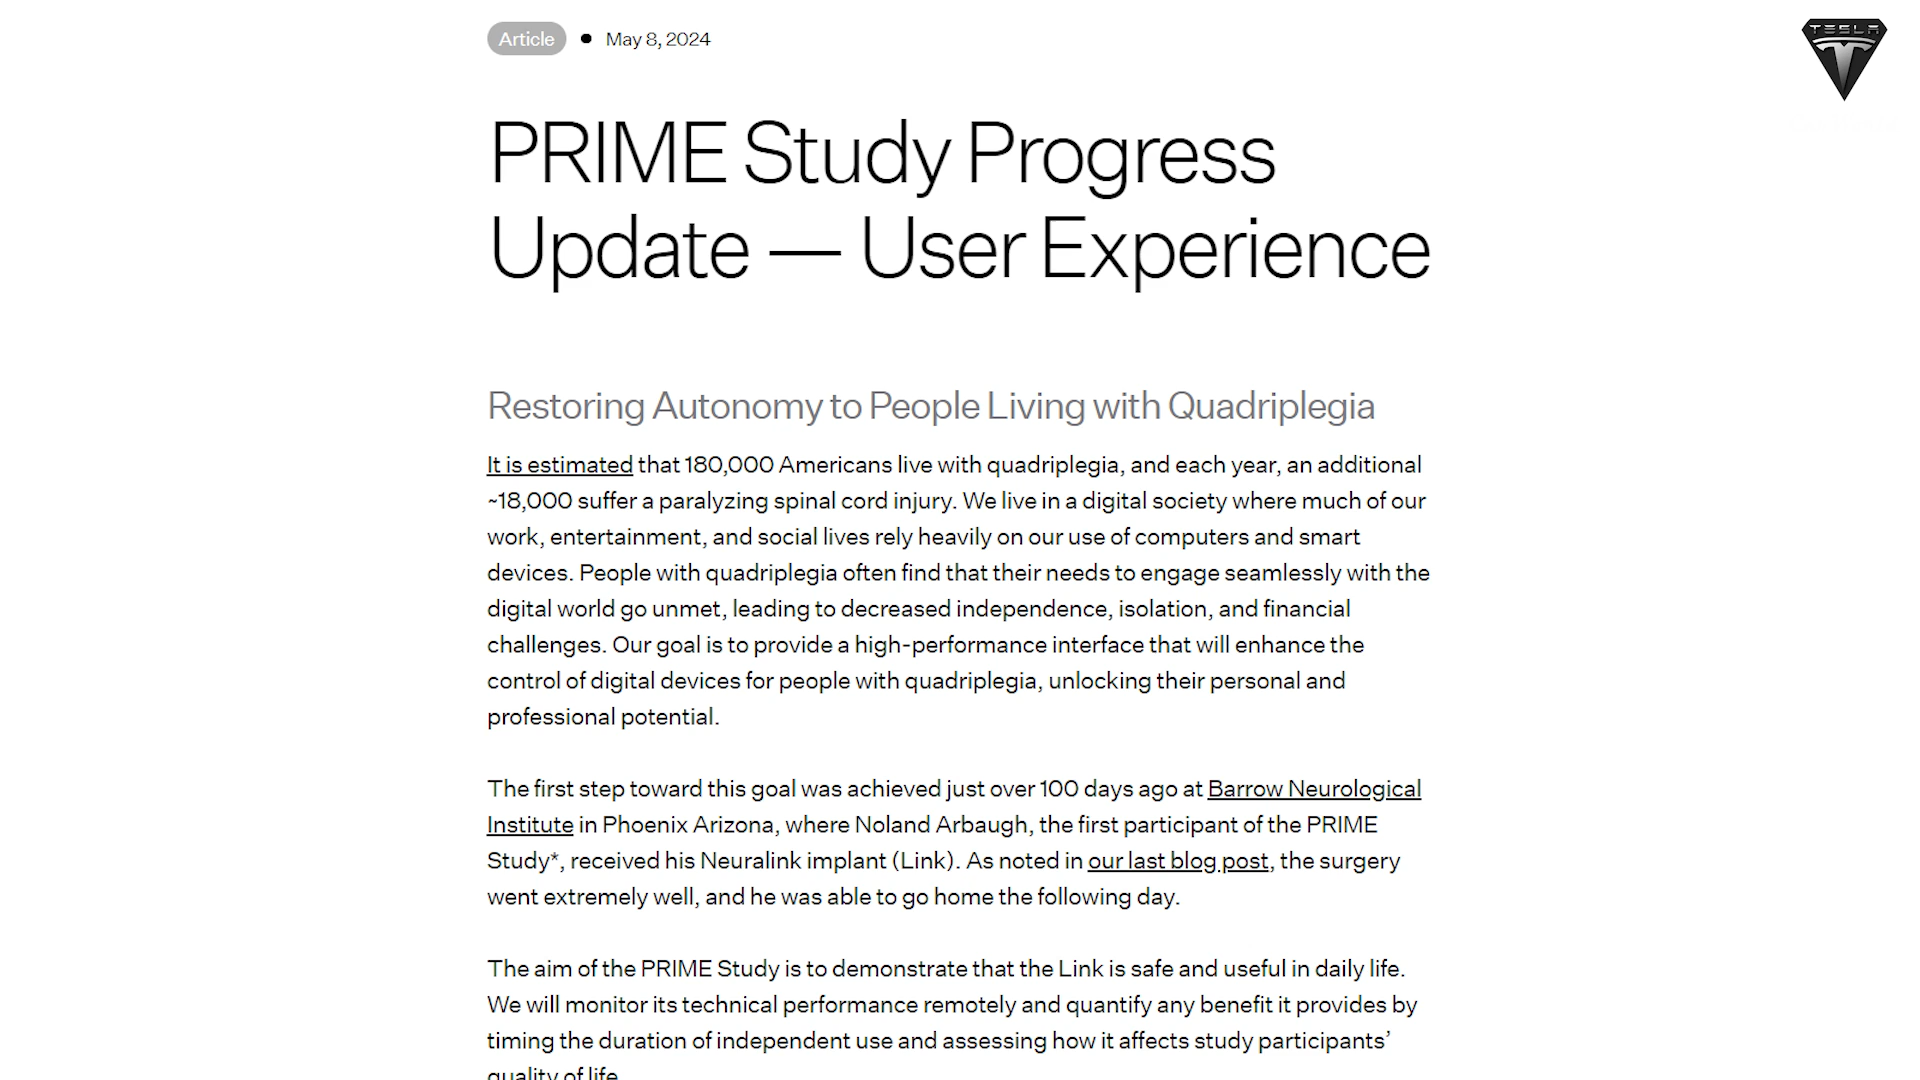 Article • May 8, 2024
TESLA
PRIME Study Progress
Update — User Experience
Restoring Autonomy to People Living with Quadriplegia
It is estimated that 180,000 Americans live with quadriplegia, and each year, an additional
~18,000 suffer a paralyzing spinal cord injury. We live in a digital society where much of our
work, entertainment, and social lives rely heavily on our use of computers and smart
devices. People with quadriplegia often find that their needs to engage seamlessly with the
digital world go unmet, leading to decreased independence, isolation, and financial
challenges. Our goal is to provide a high-performance interface that will enhance the
control of digital devices for people with quadriplegia, unlocking their personal and
professional potential.
The first step toward this goal was achieved just over 100 days ago at Barrow Neurological
Institute in Phoenix Arizona, where Noland Arbaugh, the first participant of the PRIME
Study*, received his Neuralink implant (Link). As noted in our last blog post, the surgery
went extremely well, and he was able to go home the following day.
The aim of the PRIME Study is to demonstrate that the Link is safe and useful in daily life.
We will monitor its technical performance remotely and quantify any benefit it provides by
timing the duration of independent use and assessing how it affects study participants’
quality of life.